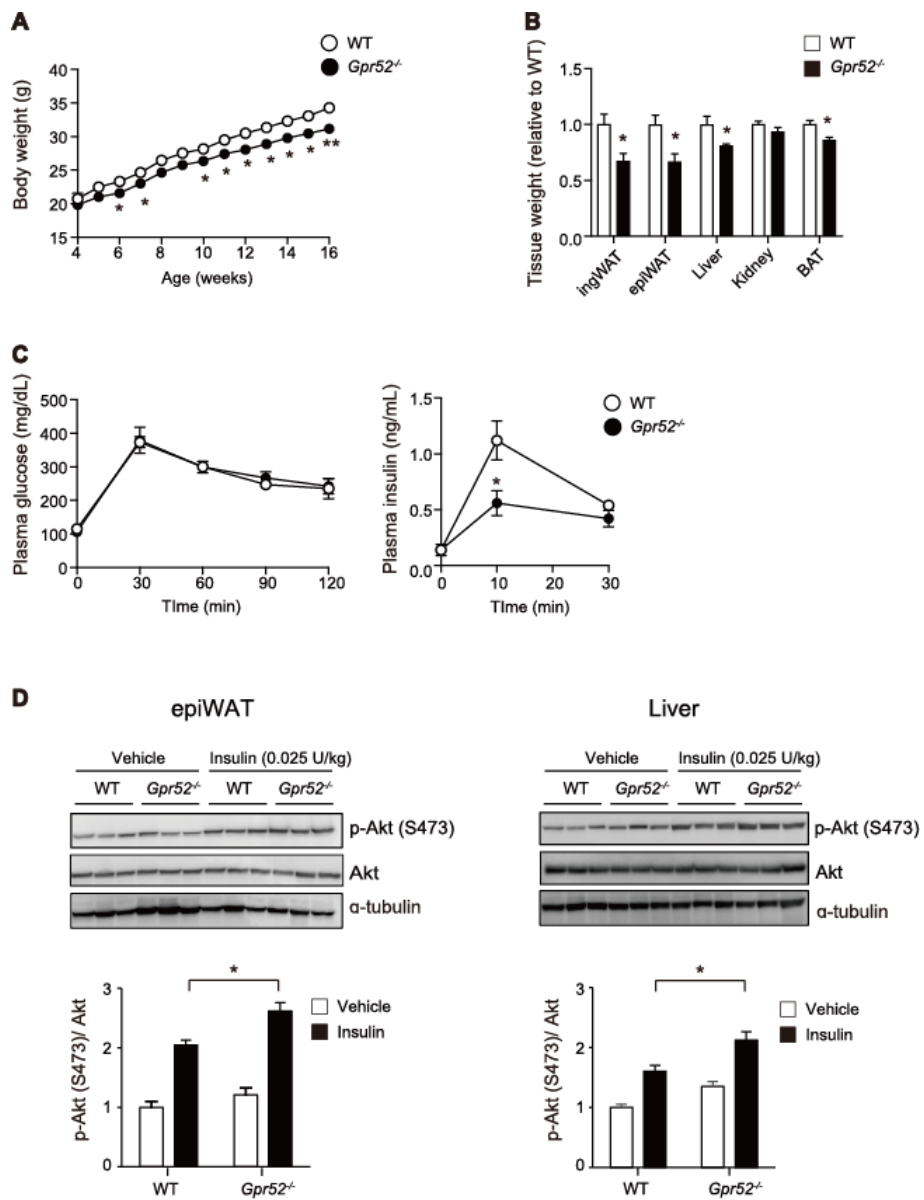 A
WT
Gpr52-/-
Body weight (g)
40
35
30
25
20
15
* * * * * * * * **
4 6 8 10 12 14 16
Age (weeks)
B
WT
Gpr52-/-
Tissue weight (relative to WT)
1.5
1.0
0.5
0.0
* * * *
ingWAT epiWAT Liver Kidney BAT
C
Plasma glucose (mg/dL)
500
400
300
200
100
0
0 30 60 90 120
TIme (min)
Plasma insulin (ng/mL)
1.5
1.0
0.5
0.0
*
0 10 30
TIme (min)
WT
Gpr52-/-
D
epiWAT
Vehicle Insulin (0.025 U/kg)
WT Gpr52-/- WT Gpr52-/-
p-Akt (S473)
Akt
α-tubulin
p-Akt (S473)/ Akt
3
2
1
0
*
Vehicle
Insulin
WT Gpr52-/-
Liver
Vehicle Insulin (0.025 U/kg)
WT Gpr52-/- WT Gpr52-/-
p-Akt (S473)
Akt
α-tubulin
p-Akt (S473)/ Akt
3
2
1
0
*
Vehicle
Insulin
WT Gpr52-/-